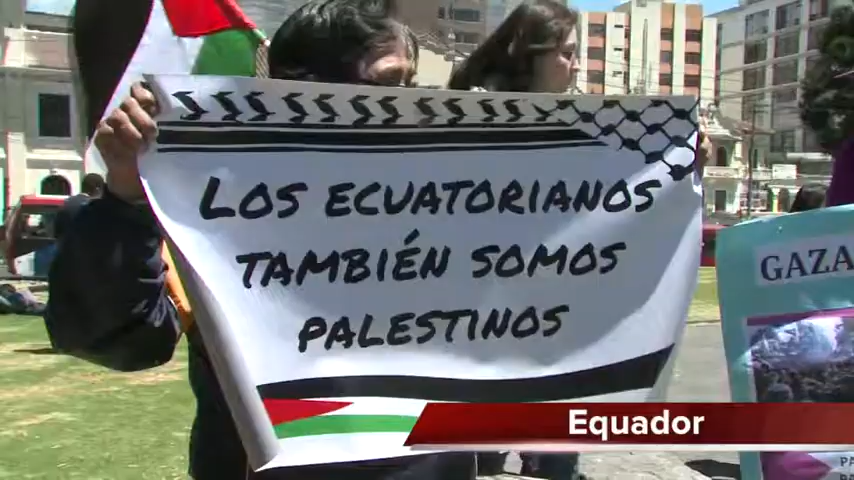 LOS ECUATORIANOS
TAMBIÉN SOMOS
PALESTINOS
GAZA
Equador